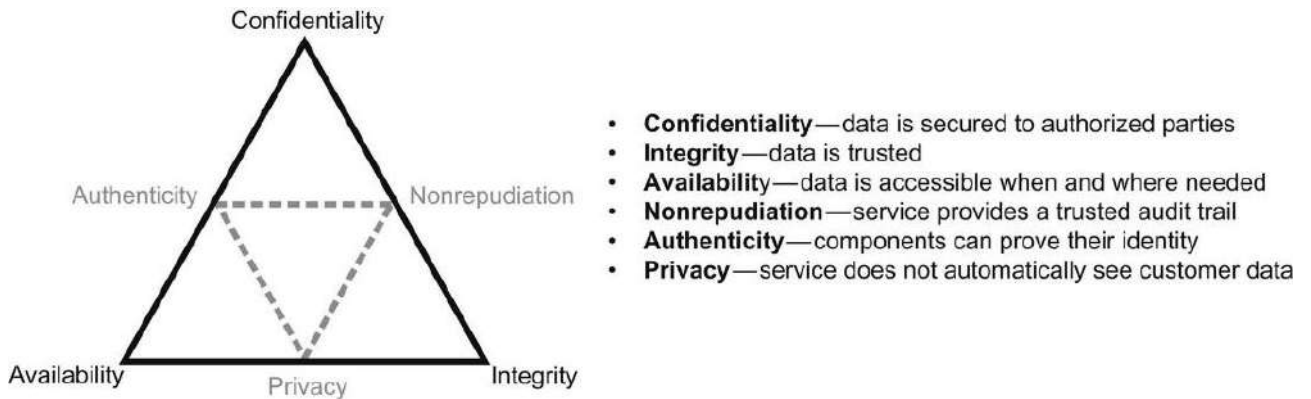 Confidentiality
Authenticity
Nonrepudiation
Availability
Privacy
Integrity
• Confidentiality—data is secured to authorized parties
• Integrity—data is trusted
• Availability—data is accessible when and where needed
• Nonrepudiation—service provides a trusted audit trail
• Authenticity—components can prove their identity
• Privacy—service does not automatically see customer data